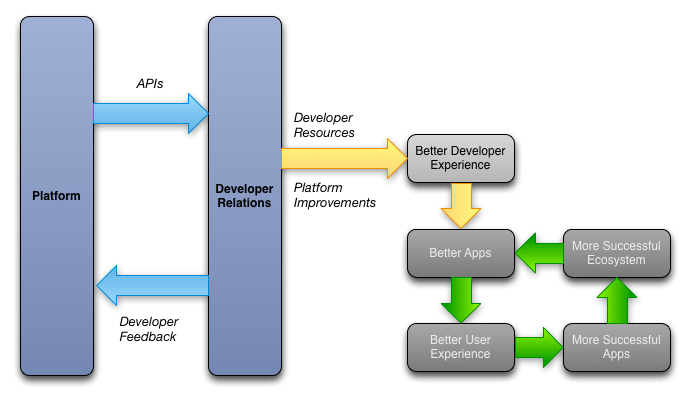 APIs
Developer
Resources
Better Developer
Experience
Platform
Developer
Relations
Platform
Improvements
Better Apps
More Successful
Ecosystem
Developer
Feedback
Better User
Experience
More Successful
Apps